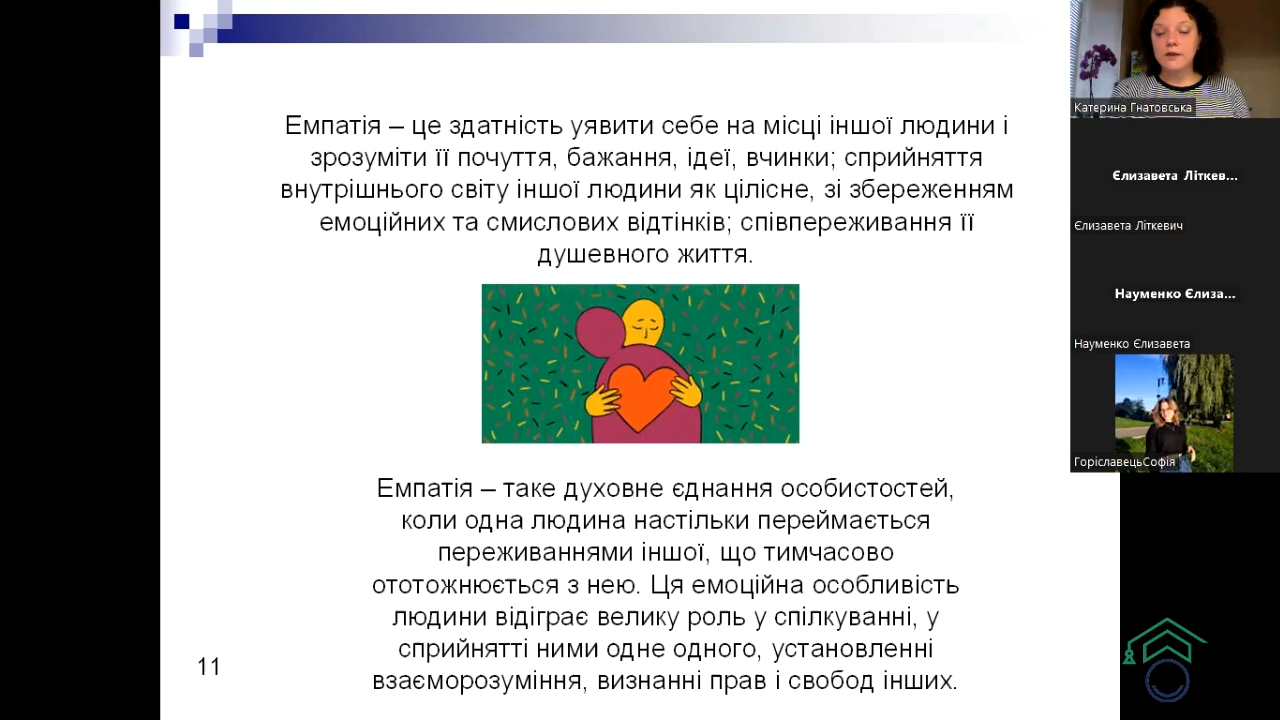 Емпатія – це здатність уявити себе на місці іншої людини і
зрозуміти її почуття, бажання, ідеї, вчинки; сприйняття
внутрішнього світу іншої людини як цілісне, зі збереженням
емоційних та смислових відтінків; співпереживання її
душевного життя.
Емпатія – таке духовне єднання особистостей,
коли одна людина настільки переймається
переживаннями іншої, що тимчасово
ототожнюється з нею. Ця емоційна особливість
людини відіграє велику роль у спілкуванні, у
сприйнятті ними одне одного, установленні
взаєморозуміння, визнанні прав і свобод інших.
11
Катерина Гнатовська
Єлизавета Літкев...
Єлизавета Літкевич
Науменко Єлиза...
Науменко Єлизавета
ГоріславецьСофія